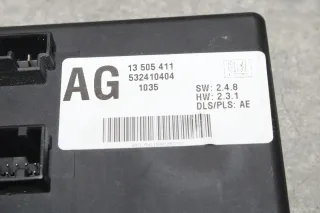 AG
13 505 411
532410404
1035
SW: 2.4.8
HW: 2.3.1
DLS/PLS: AE